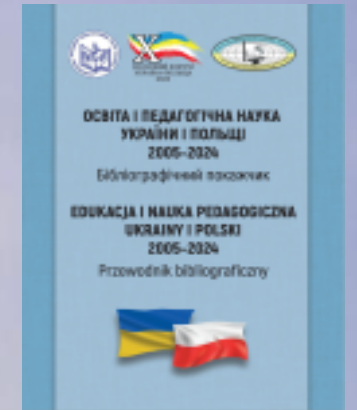 X
ОСВІТА І ПЕДАГОГІЧНА НАУКА
УКРАЇНИ І ПОЛЬЩІ
2005–2024
Бібліографічний покажчик
EDUKACJA I NAUKA PEDAGOGICZNA
UKRAINY I POLSKI
2005–2024
Przewodnik bibliograficzny